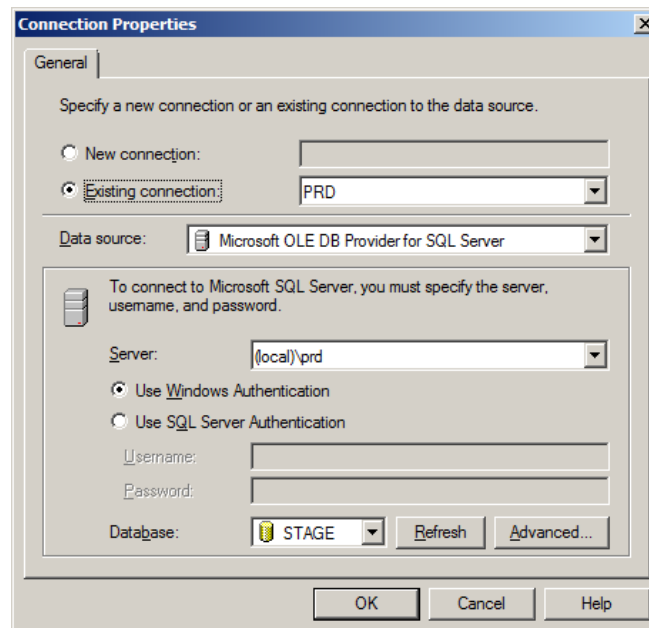 Connection Properties
General
Specify a new connection or an existing connection to the data source.
New connection:
Existing connection: PRD
Data source: Microsoft OLE DB Provider for SQL Server
To connect to Microsoft SQL Server, you must specify the server,
username, and password.
Server: (local)\prd
Use Windows Authentication
Use SQL Server Authentication
Username:
Password:
Database: STAGE Refresh Advanced...
OK Cancel Help